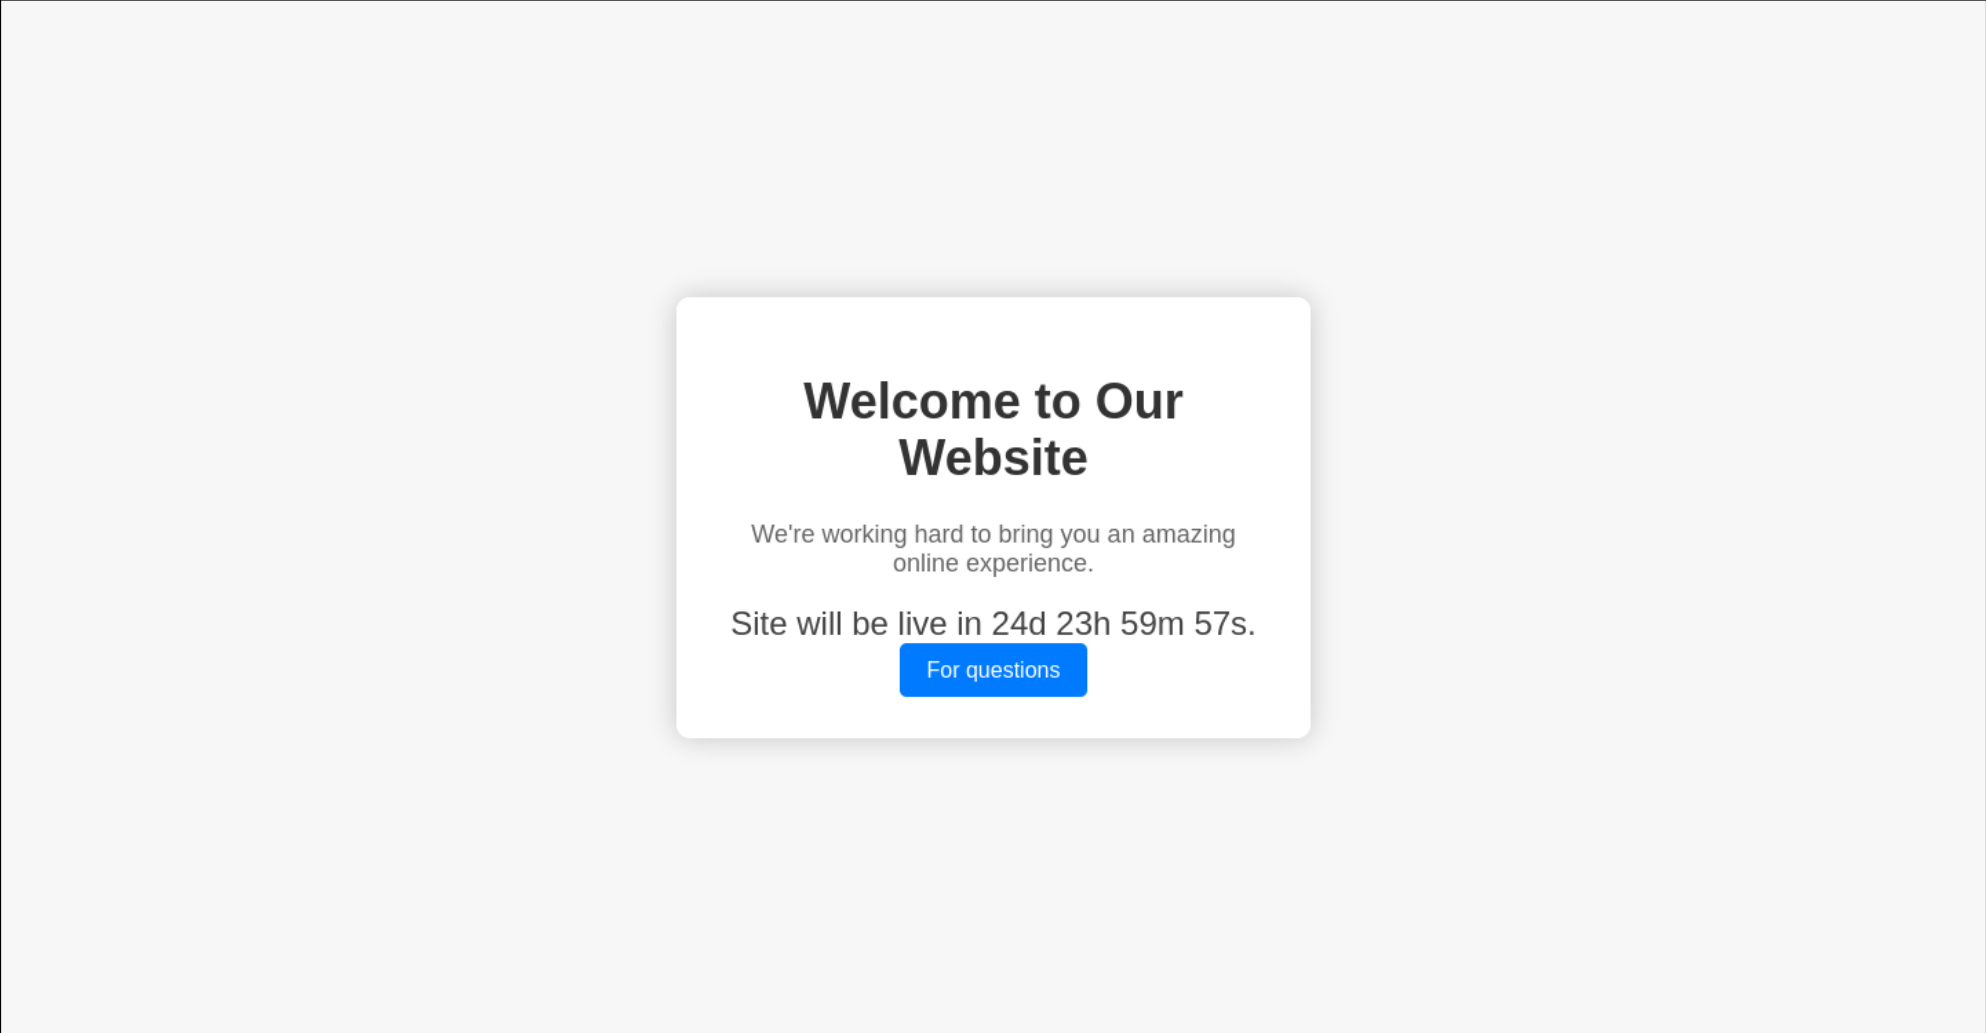 Welcome to Our
Website
We're working hard to bring you an amazing
online experience.
Site will be live in 24d 23h 59m 57s.
For questions